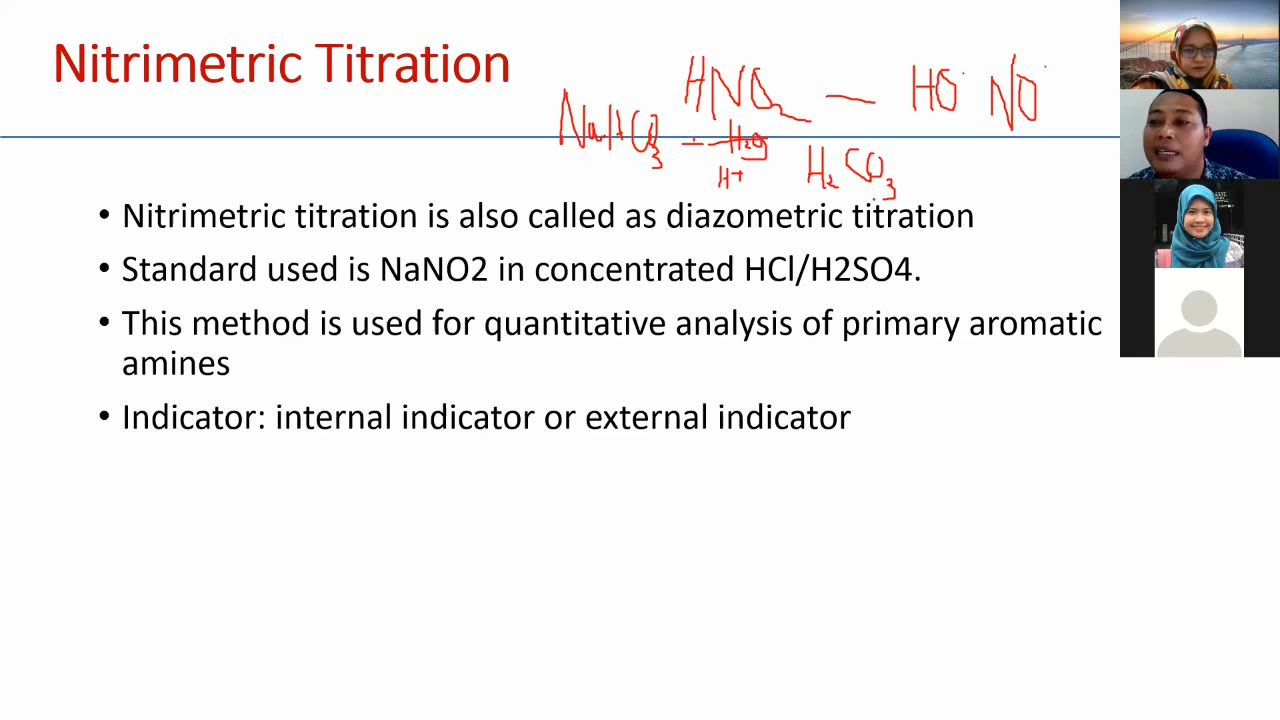 Nitrimetric Titration
HNO2 — HO· NO·
NaHCO3 ÷ H2O H2CO3
H+
• Nitrimetric titration is also called as diazometric titration
• Standard used is NaNO2 in concentrated HCl/H2SO4.
• This method is used for quantitative analysis of primary aromatic
amines
• Indicator: internal indicator or external indicator